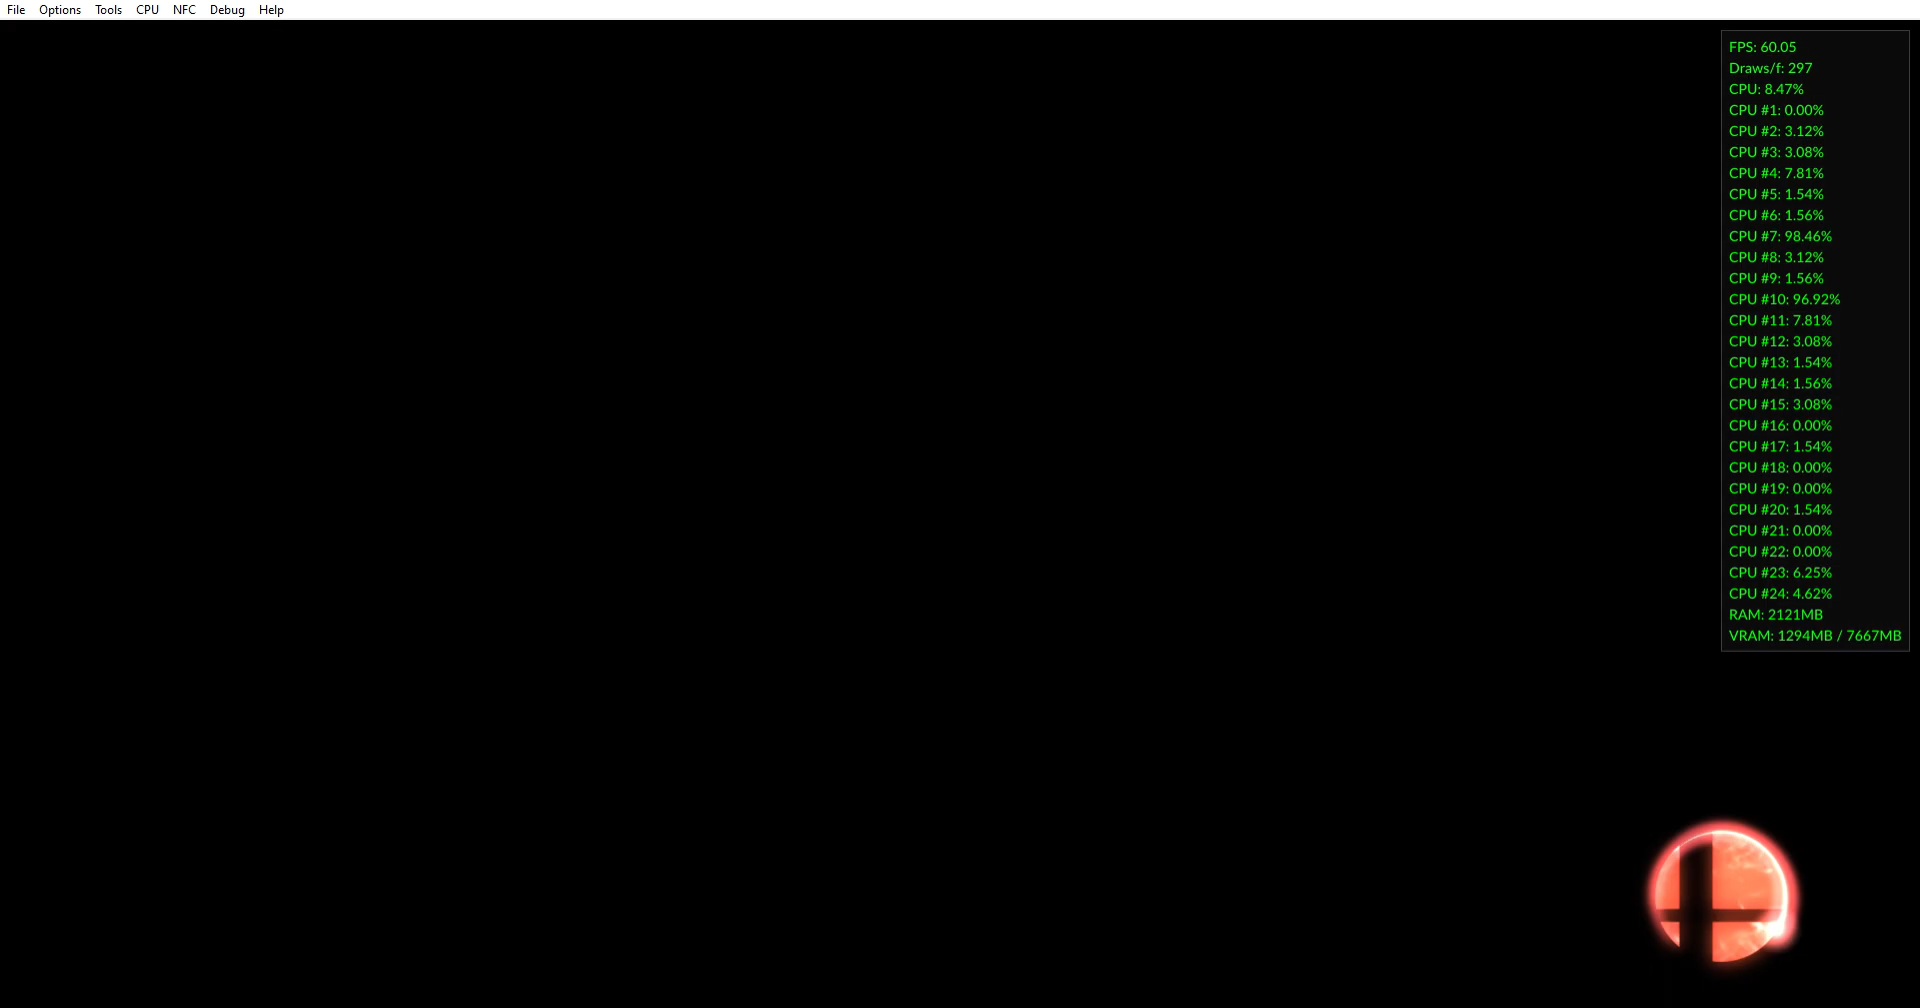 File Options Tools CPU NFC Debug Help
FPS: 60.05
Draws/f: 297
CPU: 8.47%
CPU #1: 0.00%
CPU #2: 3.12%
CPU #3: 3.08%
CPU #4: 7.81%
CPU #5: 1.54%
CPU #6: 1.56%
CPU #7: 98.46%
CPU #8: 3.12%
CPU #9: 1.56%
CPU #10: 96.92%
CPU #11: 7.81%
CPU #12: 3.08%
CPU #13: 1.54%
CPU #14: 1.56%
CPU #15: 3.08%
CPU #16: 0.00%
CPU #17: 1.54%
CPU #18: 0.00%
CPU #19: 0.00%
CPU #20: 1.54%
CPU #21: 0.00%
CPU #22: 0.00%
CPU #23: 6.25%
CPU #24: 4.62%
RAM: 2121MB
VRAM: 1294MB / 7667MB